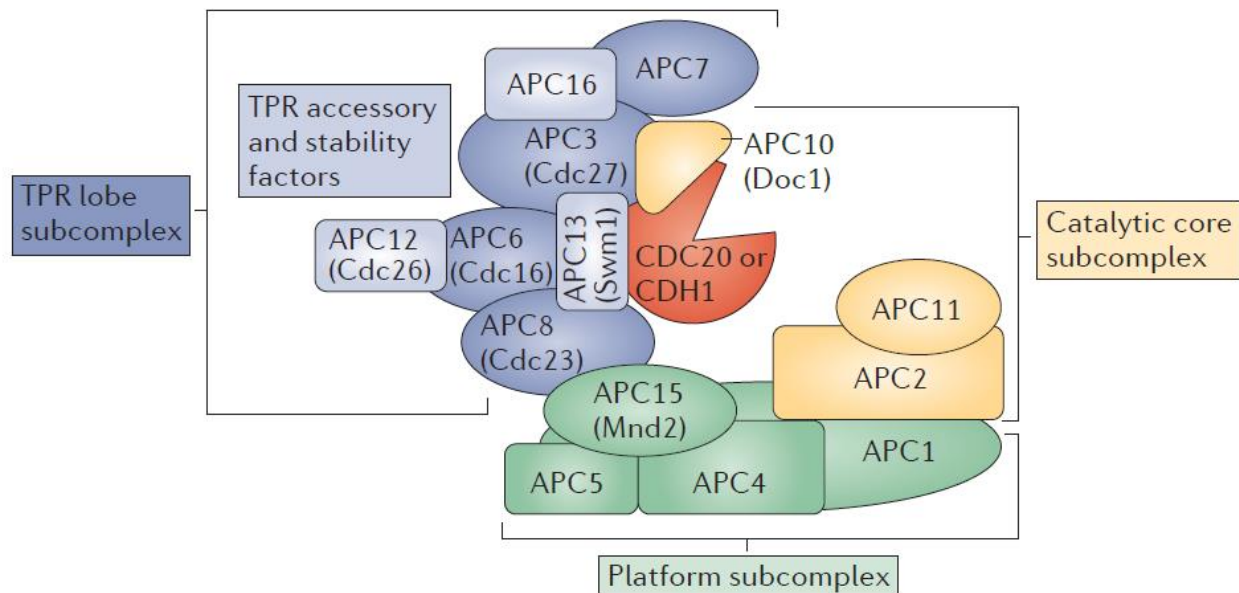 APC16
APC7
TPR accessory
and stability
factors
APC3
(Cdc27)
APC10
(Doc1)
TPR lobe
subcomplex
APC12
(Cdc26)
APC6
(Cdc16)
APC13
(Swm1)
CDC20 or
CDH1
Catalytic core
subcomplex
APC11
APC8
(Cdc23)
APC2
APC15
(Mnd2)
APC1
APC5
APC4
Platform subcomplex